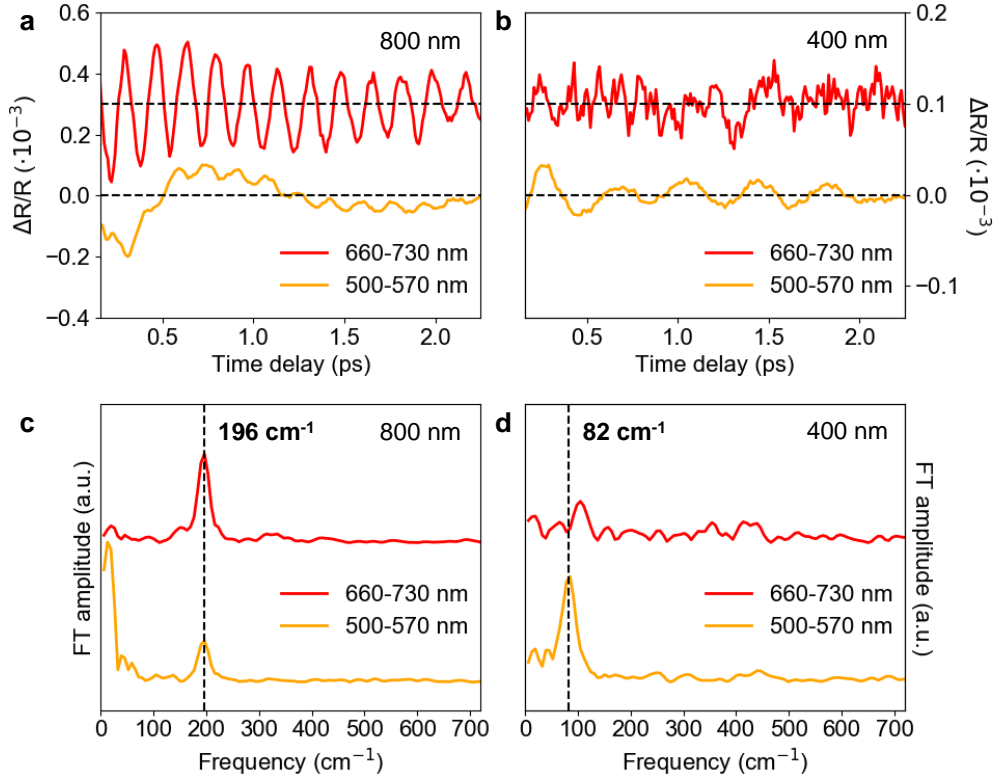 a
800 nm
0.6
0.4
0.2
0.0
−0.2
−0.4
ΔR/R (·10⁻³)
660-730 nm
500-570 nm
0.5
1.0
1.5
2.0
Time delay (ps)
b
400 nm
0.2
0.1
0.0
−0.1
ΔR/R (·10⁻³)
660-730 nm
500-570 nm
0.5
1.0
1.5
2.0
Time delay (ps)
c
196 cm⁻¹
800 nm
FT amplitude (a.u.)
660-730 nm
500-570 nm
0 100 200 300 400 500 600 700
Frequency (cm⁻¹)
d
82 cm⁻¹
400 nm
FT amplitude (a.u.)
660-730 nm
500-570 nm
0 100 200 300 400 500 600 700
Frequency (cm⁻¹)